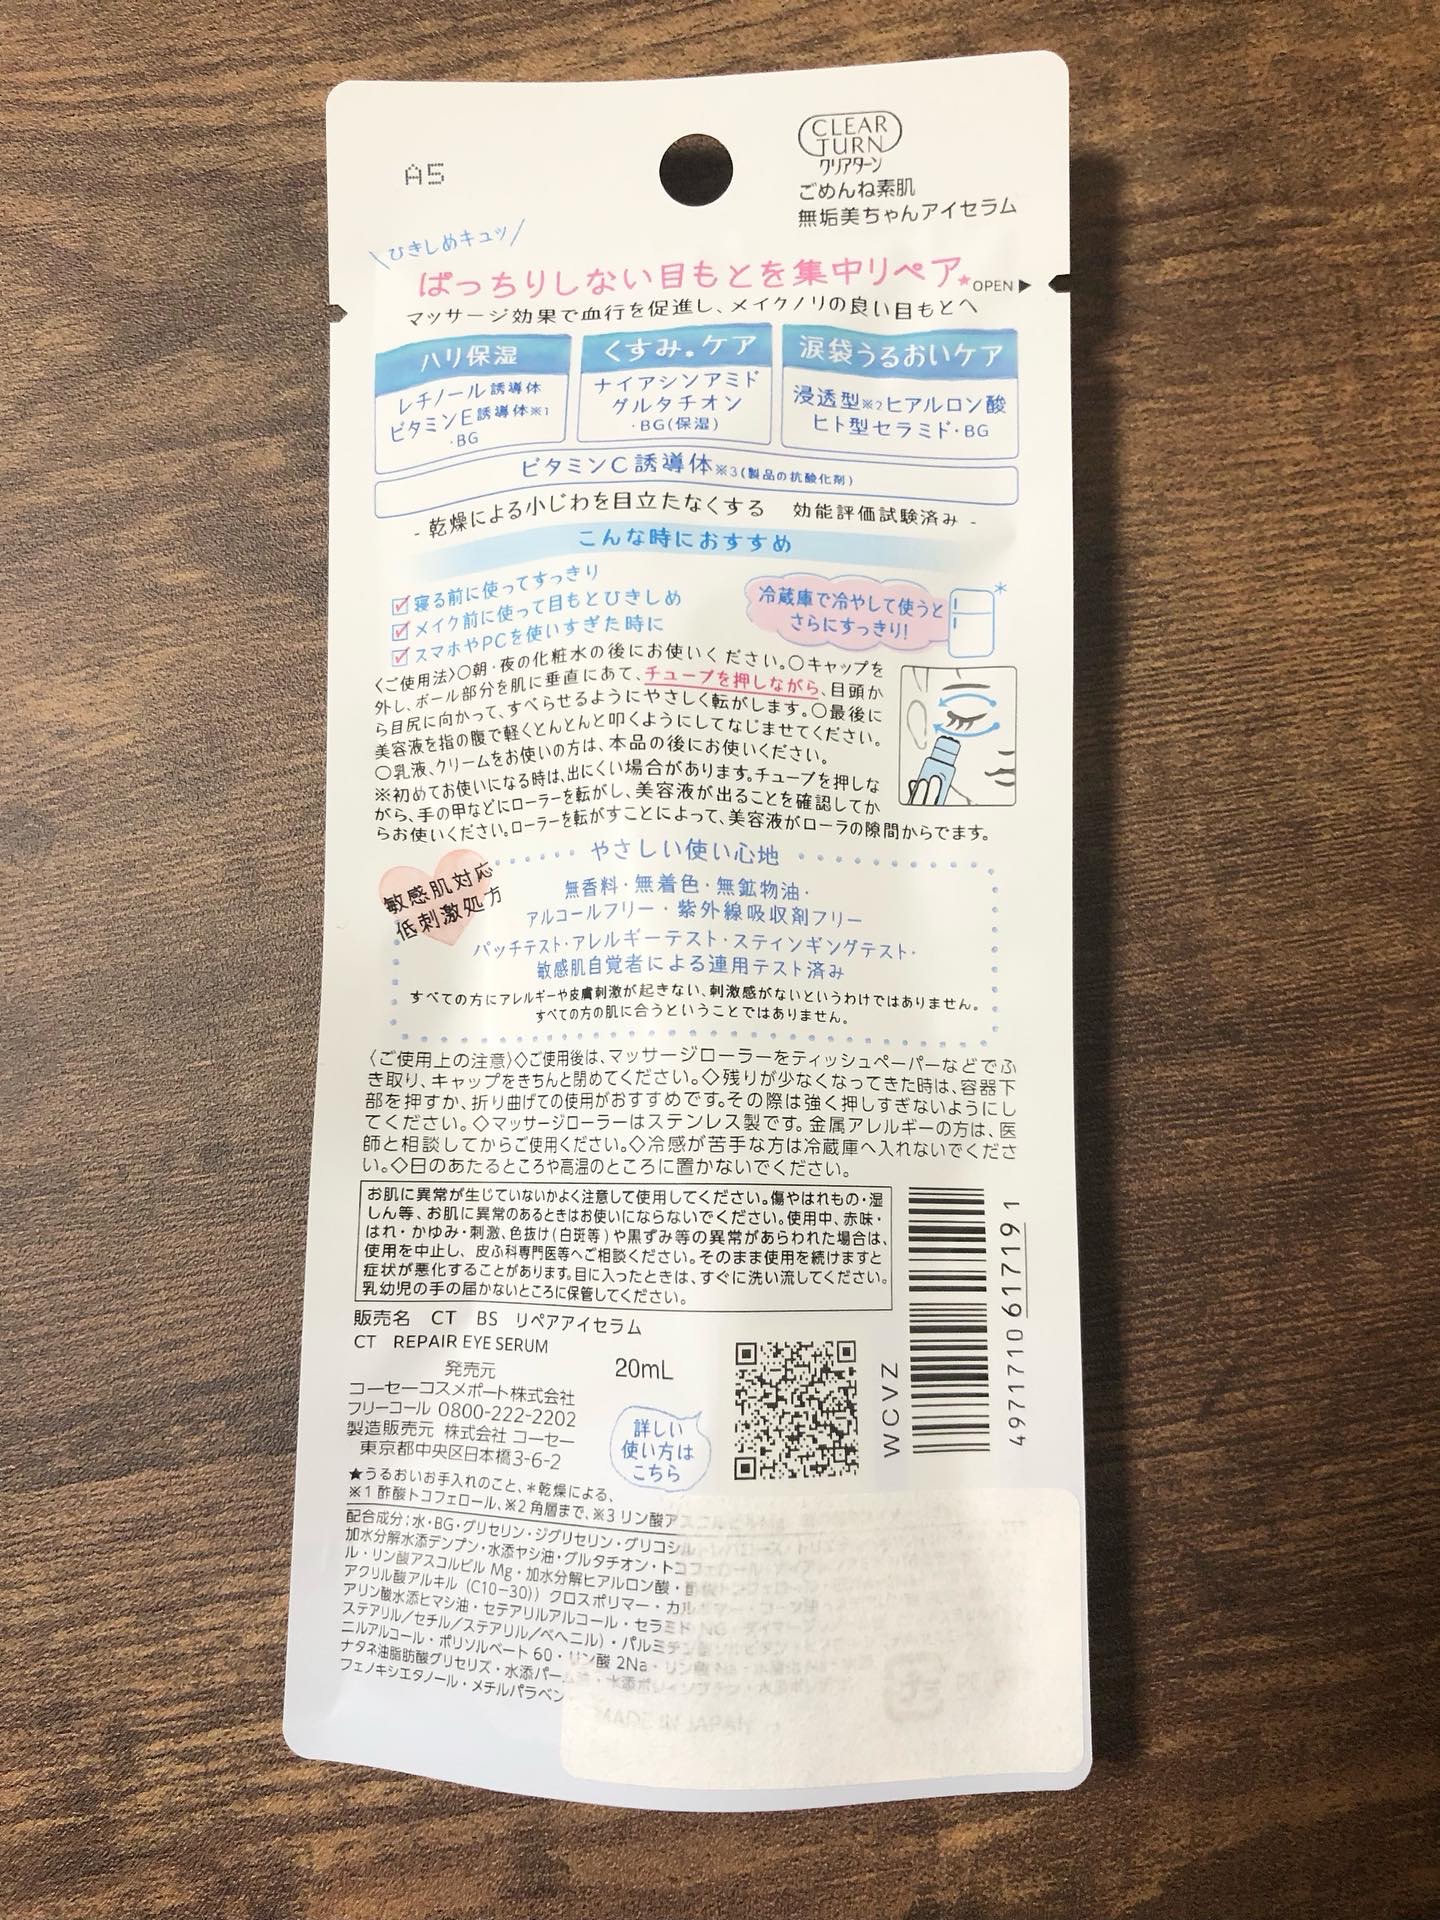 A5
CLEAR
TURN
クリアターン
ごめんね素肌
無垢美ちゃんアイセラム
\ひきしめキュッ/
ぱっちりしない目もとを集中リペア★
OPEN▶
マッサージ効果で血行を促進し、メイクノリの良い目もとへ
ハリ保湿
レチノール誘導体
ビタミンE誘導体※1
・BG
くすみ*ケア
ナイアシンアミド
グルタチオン
・BG(保湿)
涙袋うるおいケア
浸透型※2ヒアルロン酸
ヒト型セラミド・BG
ビタミンC誘導体※3(製品の抗酸化剤)
- 乾燥による小じわを目立たなくする 効能評価試験済み -
こんな時におすすめ
寝る前に使ってすっきり
メイク前に使って目もとひきしめ
スマホやPCを使いすぎた時に
冷蔵庫で冷やして使うと
さらにすっきり!
〈ご使用法〉○朝・夜の化粧水の後にお使いください。○キャップを
外し、ボール部分を肌に垂直にあて、チューブを押しながら、目頭か
ら目尻に向かって、すべらせるようにやさしく転がします。○最後に
美容液を指の腹で軽くとんとんと叩くようにしてなじませてください。
○乳液、クリームをお使いの方は、本品の後にお使いください。
※初めてお使いになる時は、出にくい場合があります。チューブを押しな
がら、手の甲などにローラーを転がし、美容液が出ることを確認してか
らお使いください。ローラーを転がすことによって、美容液がローラの隙間からでます。
敏感肌対応
低刺激処方
やさしい使い心地
無香料・無着色・無鉱物油・
アルコールフリー・紫外線吸収剤フリー
パッチテスト・アレルギーテスト・スティンギングテスト・
敏感肌自覚者による連用テスト済み
すべての方にアレルギーや皮膚刺激が起きない、刺激感がないというわけではありません。
すべての方の肌に合うということではありません。
〈ご使用上の注意〉◇ご使用後は、マッサージローラーをティッシュペーパーなどでふ
き取り、キャップをきちんと閉めてください。◇残りが少なくなってきた時は、容器下
部を押すか、折り曲げての使用がおすすめです。その際は強く押しすぎないようにし
てください。◇マッサージローラーはステンレス製です。金属アレルギーの方は、医
師と相談してからご使用ください。◇冷感が苦手な方は冷蔵庫へ入れないでくださ
い。◇日のあたるところや高温のところに置かないでください。
お肌に異常が生じていないかよく注意して使用してください。傷やはれもの・湿
しん等、お肌に異常のあるときはお使いにならないでください。使用中、赤味・
はれ・かゆみ・刺激、色抜け(白斑等)や黒ずみ等の異常があらわれた場合は、
使用を中止し、皮ふ科専門医等へご相談ください。そのまま使用を続けますと
症状が悪化することがあります。目に入ったときは、すぐに洗い流してください。
乳幼児の手の届かないところに保管してください。
販売名 CT BS リペアアイセラム
CT REPAIR EYE SERUM
発売元
コーセーコスメポート株式会社
フリーコール 0800-222-2202
製造販売元 株式会社 コーセー
東京都中央区日本橋3-6-2
20mL
詳しい
使い方は
こちら
WCVZ
4971710617191
★うるおいお手入れのこと、＊乾燥による、
※1 酢酸トコフェロール、※2 角層まで、※3 リン酸アスコルビルMg
配合成分：水・BG・グリセリン・ジグリセリン・グリコシルトレハロース・
加水分解水添デンプン・水添ヤシ油・グルタチオン・トコフェロール・
ル・リン酸アスコルビル Mg・加水分解ヒアルロン酸・酢酸トコフェロール・
アクリル酸アルキル (C10-30)) クロスポリマー・カルボマー・コーン油・
アリン酸水添ヒマシ油・セテアリルアルコール・セラミド NG・ダイマー
ステアリル/セチル/ステアリル/ベヘニル)・パルミチン酸
ニルアルコール・ポリソルベート 60・リン酸 2Na・リン酸
ナタネ油脂肪酸グリセリズ・水添パーム油・水添ポリイソブテン・
フェノキシエタノール・メチルパラベン
MADE IN JAPAN